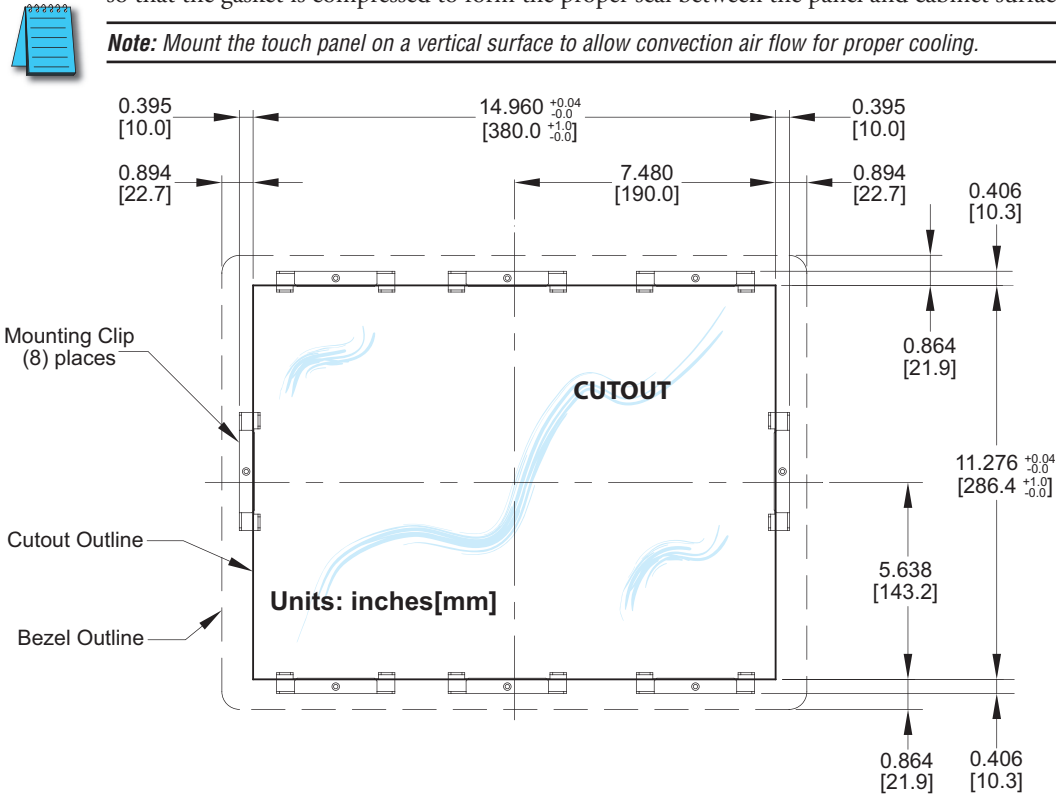 so that the gasket is compressed to form the proper seal between the panel and cabinet
Note: Mount the touch panel on a vertical surface to allow convection air flow for proper cooling.
0.395
[10.0]
14.960 +0.04 -0.0
[380.0 +1.0 -0.0]
0.395
[10.0]
0.894
[22.7]
7.480
[190.0]
0.894
[22.7]
0.406
[10.3]
Mounting Clip
(8) places
0.864
[21.9]
CUTOUT
11.276 +0.04 -0.0
[286.4 +1.0 -0.0]
Cutout Outline
5.638
[143.2]
Units: inches[mm]
Bezel Outline
0.864
[21.9]
0.406
[10.3]